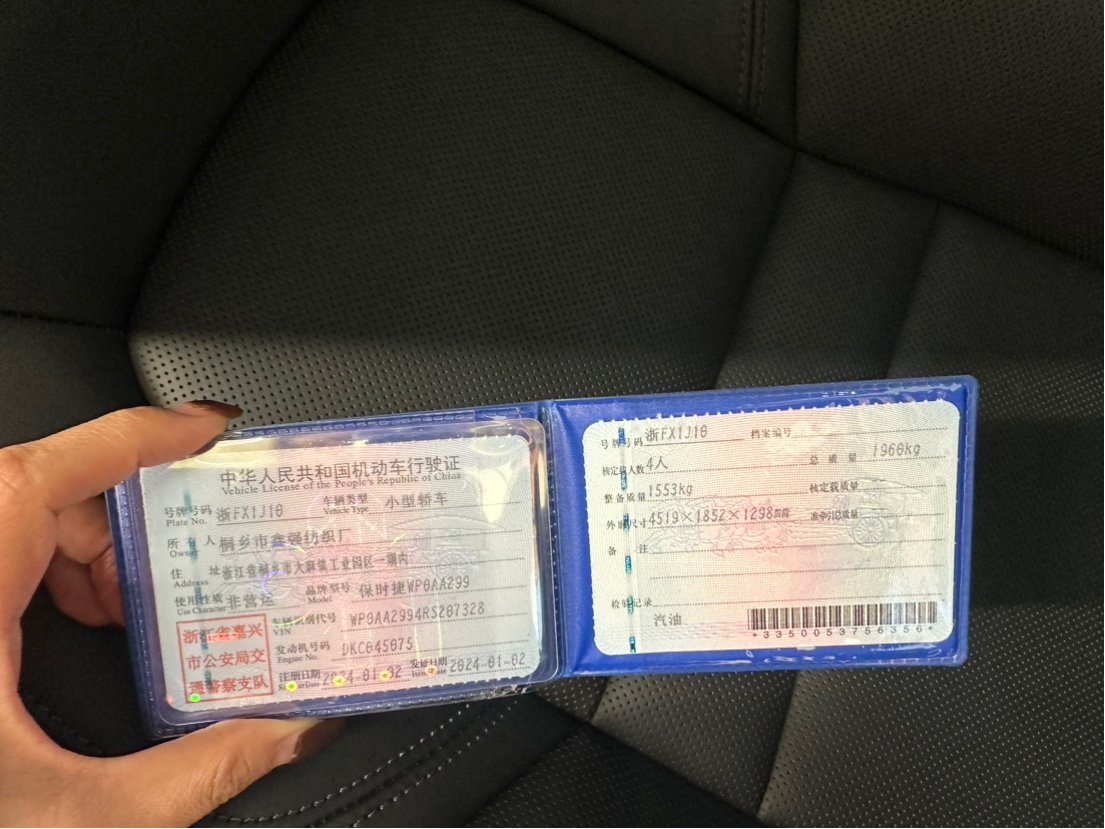 中华人民共和国机动车行驶证
Vehicle License of the People's Republic of China
号牌号码 浙FX1J10 车辆类型 小型轿车
Plate No. Vehicle Type
所有人 桐乡市鑫强纺织厂
Owner
住址 浙江省桐乡市大麻镇工业园区一期内
Address
使用性质 非营运 品牌型号 保时捷WP0AA299
Use Character Model
车辆识别代号 WP0AA2994RS207328
VIN
发动机号码 DKC045075
Engine No.
注册日期 2024-01-02 发证日期 2024-01-02
Register Date Issue Date
浙江省嘉兴
市公安局交
通警察支队
号牌号码 浙FX1J10 档案编号
核定载人数 4人 总质量 1960kg
整备质量 1553kg 核定载质量
外廓尺寸 4519×1852×1298mm 准牵引总质量
备注
检验记录
汽油
*3350053756356*